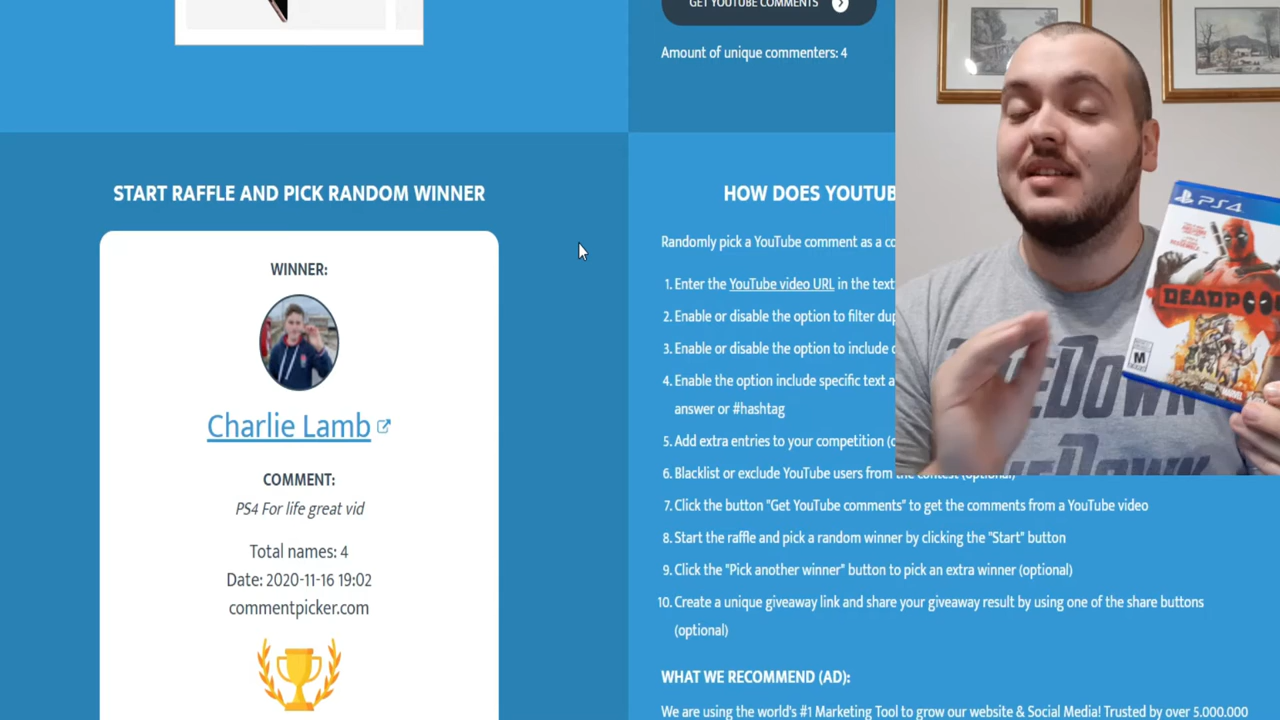 GET YOUTUBE COMMENTS
Amount of unique commenters: 4
START RAFFLE AND PICK RANDOM WINNER
WINNER:
Charlie Lamb
COMMENT:
PS4 For life great vid
Total names: 4
Date: 2020-11-16 19:02
commentpicker.com
HOW DOES YOUTUB
Randomly pick a YouTube comment as a co
1. Enter the YouTube video URL in the text
2. Enable or disable the option to filter dup
3. Enable or disable the option to include
4. Enable the option include specific text a
answer or #hashtag
5. Add extra entries to your competition (o
6. Blacklist or exclude YouTube users from the contest (optional)
7. Click the button "Get YouTube comments" to get the comments from a YouTube video
8. Start the raffle and pick a random winner by clicking the "Start" button
9. Click the "Pick another winner" button to pick an extra winner (optional)
10. Create a unique giveaway link and share your giveaway result by using one of the share buttons
(optional)
WHAT WE RECOMMEND (AD):
We are using the world's #1 Marketing Tool to grow our website & Social Media! Trusted by over 5.000.000
PS4
DEADPOOL
M
MARVEL